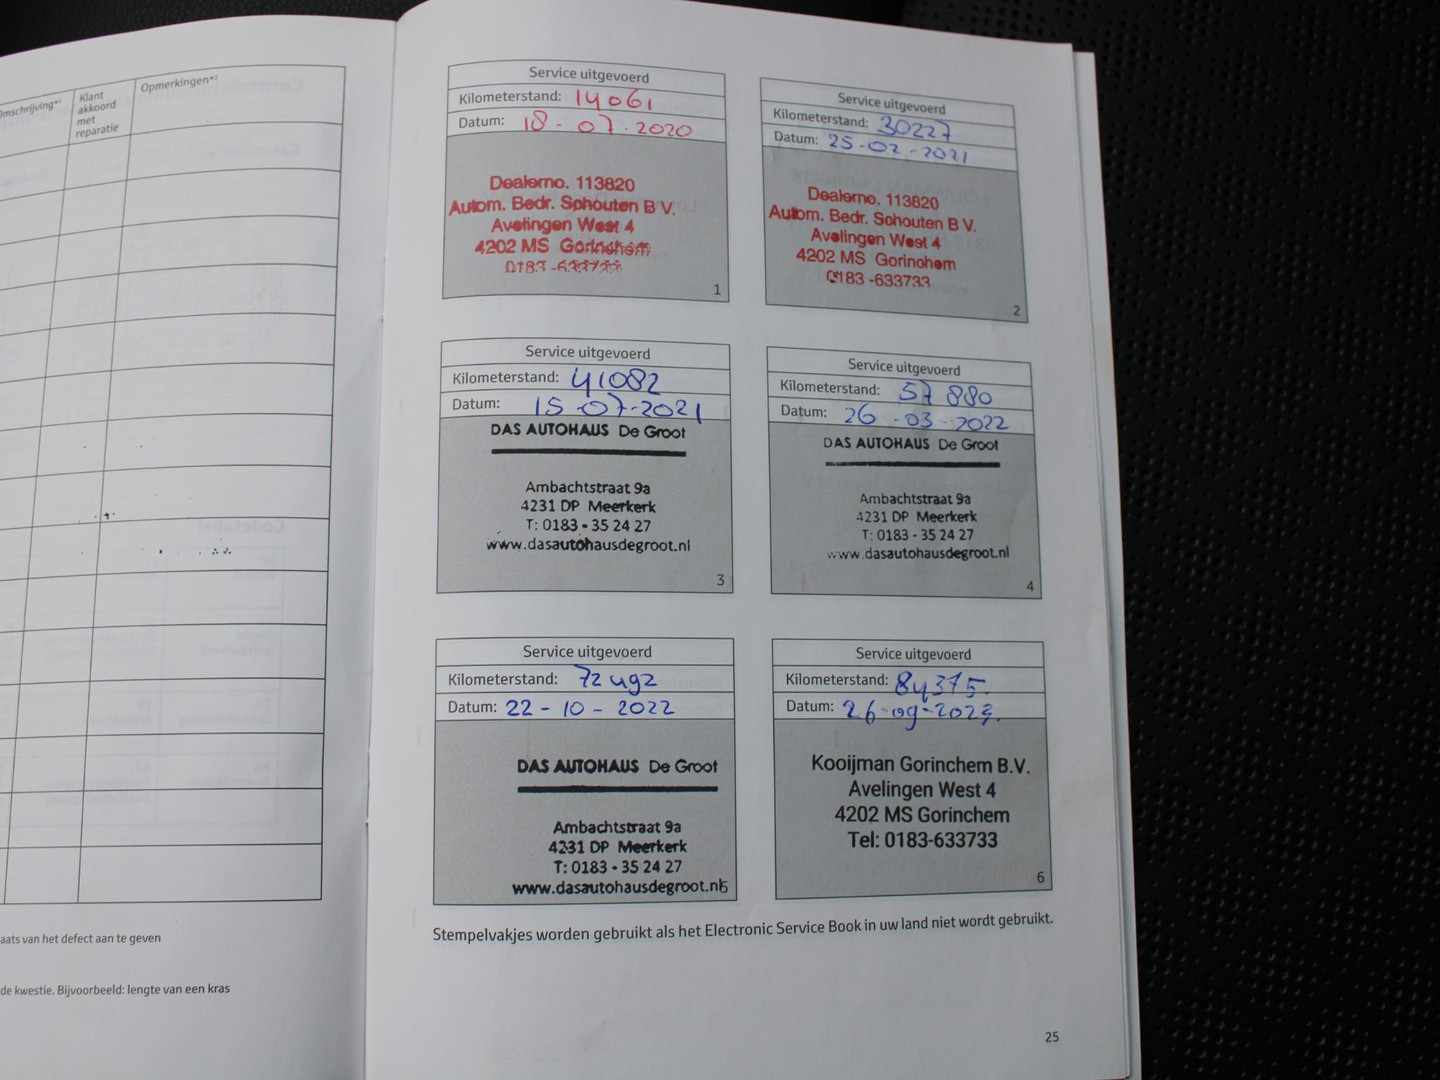 Omschrijving*²
Klant
akkoord
met
reparatie
Opmerkingen*³
aats van het defect aan te geven
de kwestie. Bijvoorbeeld: lengte van een kras
Service uitgevoerd
Kilometerstand: 14061
Datum: 18-07-2020
Dealerno. 113820
Autom. Bedr. Schouten B V.
Avelingen West 4
4202 MS Gorinchem
0183-633733
1
Service uitgevoerd
Kilometerstand: 30227
Datum: 25-02-2021
Dealerno. 113820
Autom. Bedr. Schouten B V.
Avelingen West 4
4202 MS Gorinchem
0183-633733
2
Service uitgevoerd
Kilometerstand: 41082
Datum: 15-07-2021
DAS AUTOHAUS De Groot
Ambachtstraat 9a
4231 DP Meerkerk
T: 0183 - 35 24 27
www.dasautohausdegroot.nl
3
Service uitgevoerd
Kilometerstand: 57880
Datum: 26-03-2022
DAS AUTOHAUS De Groot
Ambachtstraat 9a
4231 DP Meerkerk
T: 0183 - 35 24 27
www.dasautohausdegroot.nl
4
Service uitgevoerd
Kilometerstand: 72492
Datum: 22-10-2022
DAS AUTOHAUS De Groot
Ambachtstraat 9a
4231 DP Meerkerk
T: 0183 - 35 24 27
www.dasautohausdegroot.nl
5
Service uitgevoerd
Kilometerstand: 84375.
Datum:
Kooijman Gorinchem B.V.
Avelingen West 4
4202 MS Gorinchem
Tel: 0183-633733
6
Stempelvakjes worden gebruikt als het Electronic Service Book in uw land niet wordt gebruikt.
25